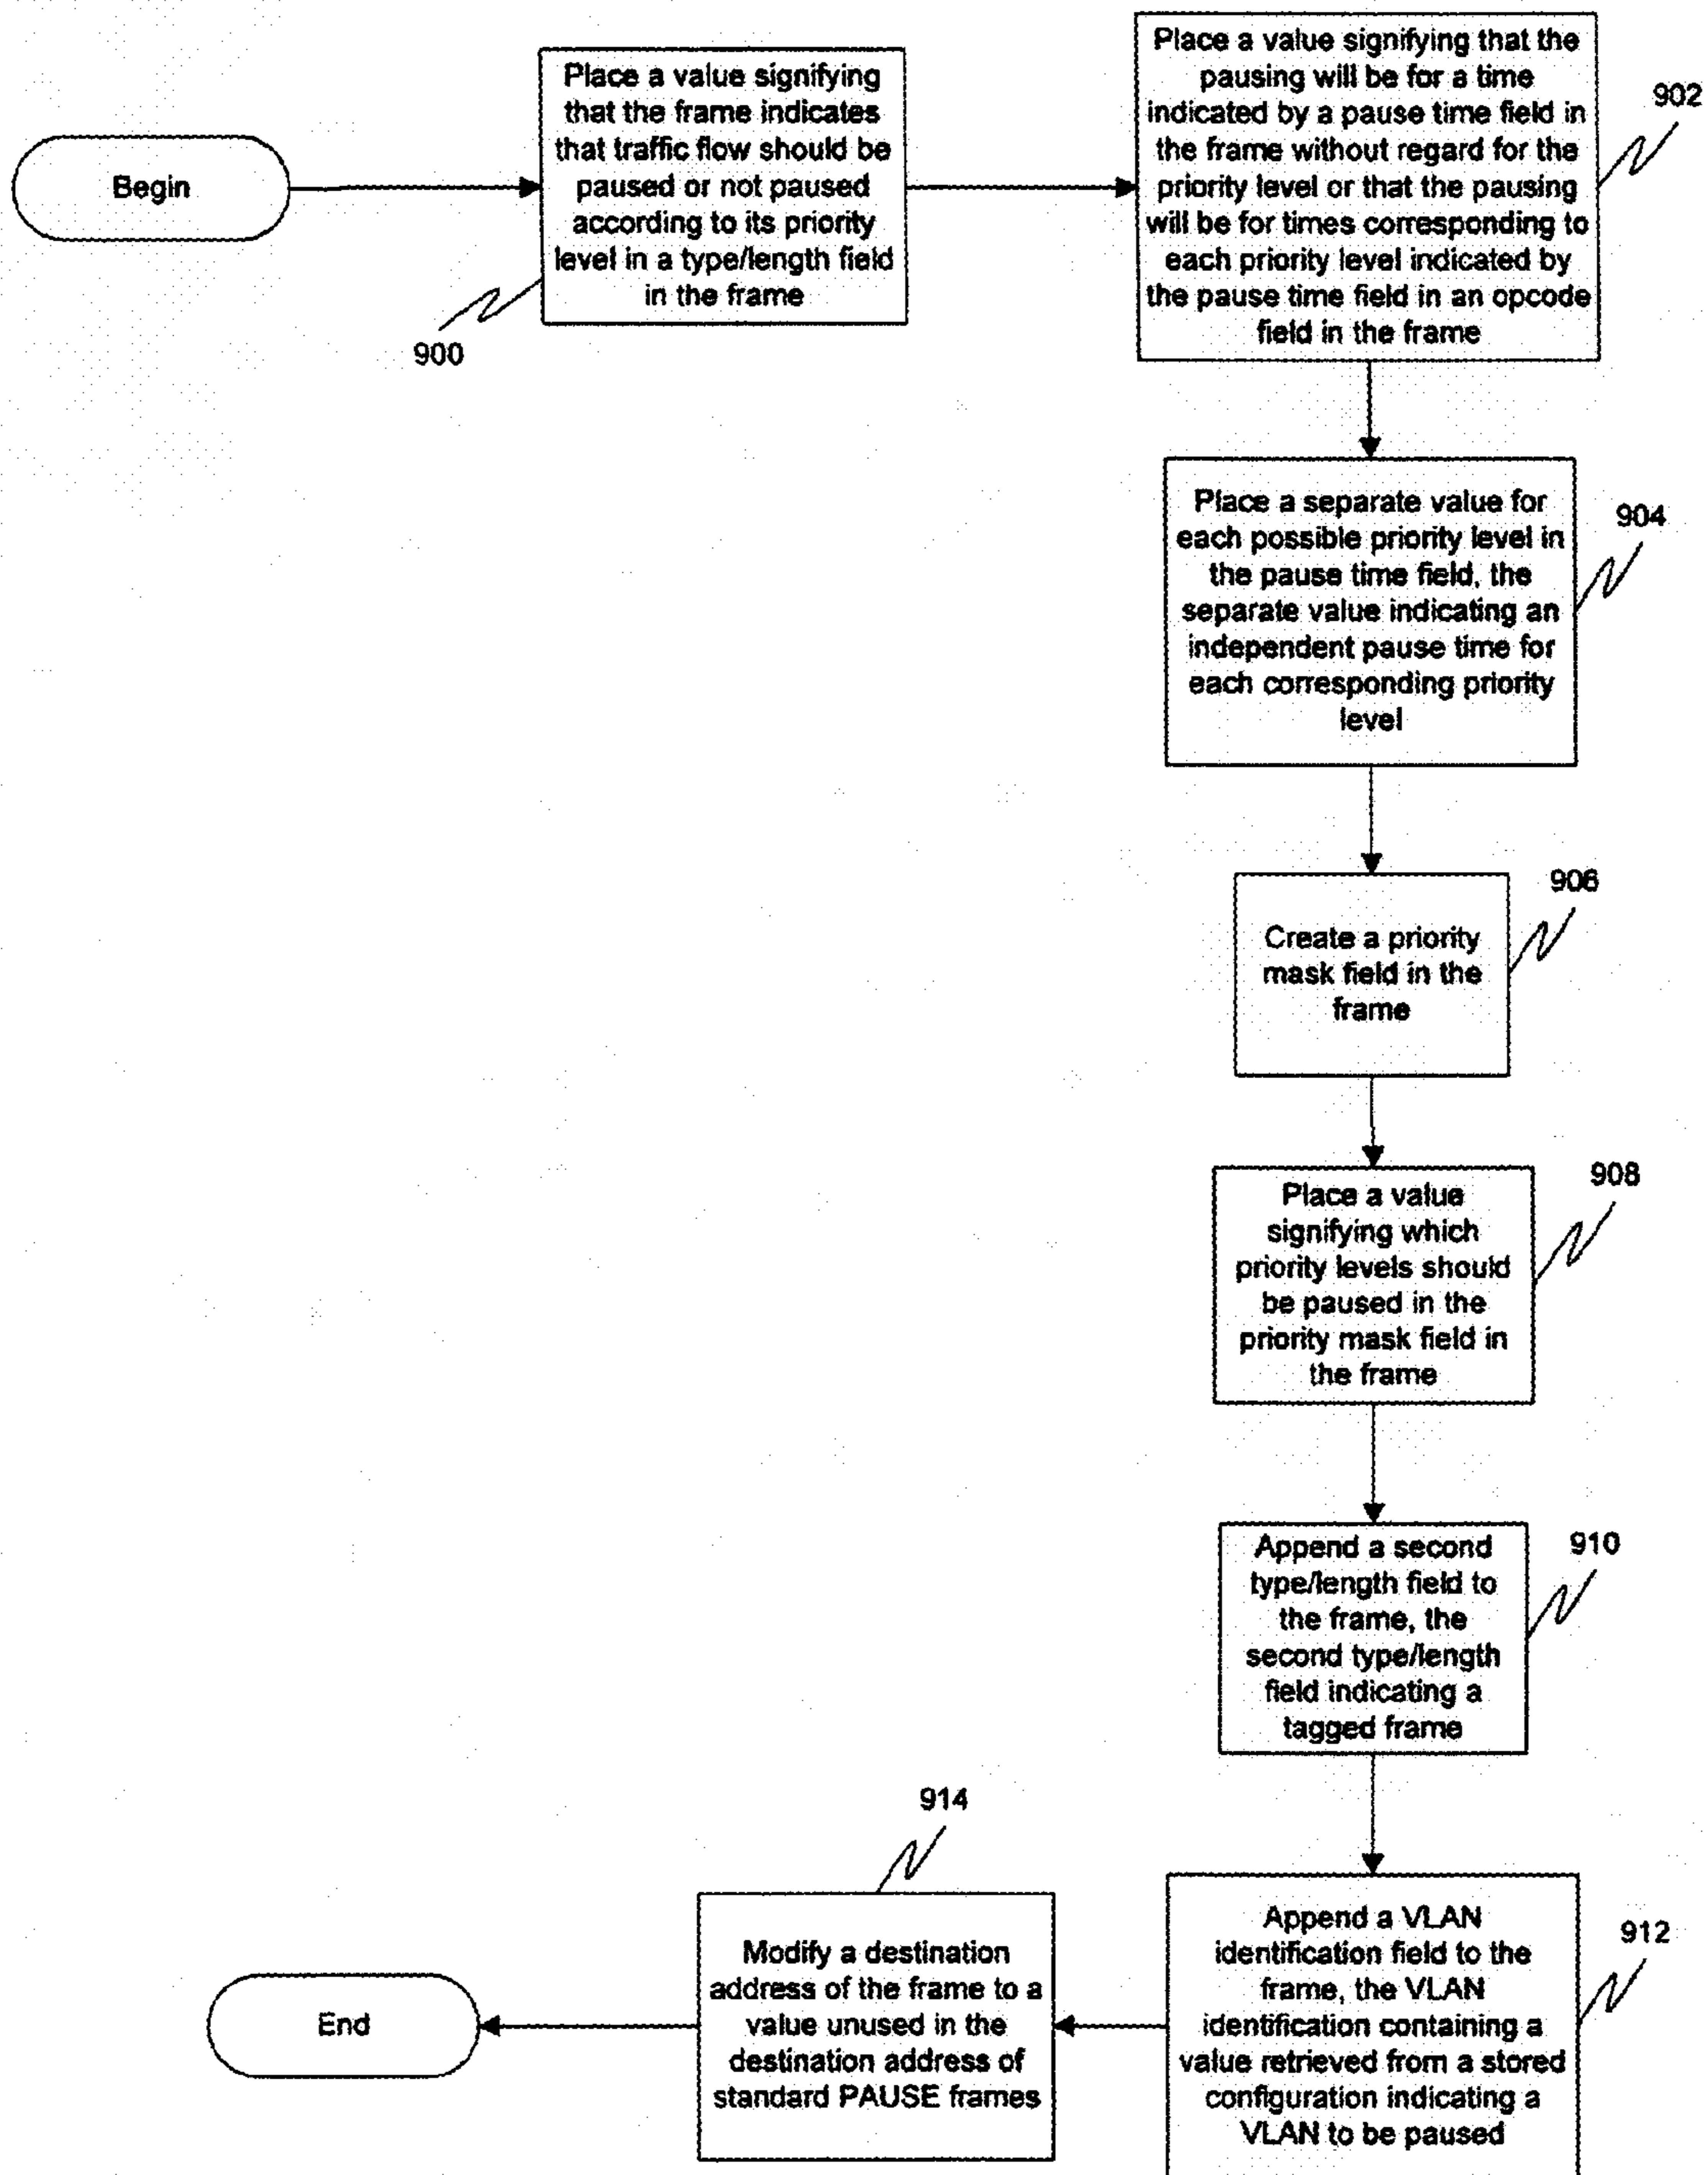 Begin
Place a value signifying
that the frame indicates
that traffic flow should be
paused or not paused
according to its priority
level in a type/length field
in the frame
900
Place a value signifying that the
pausing will be for a time
indicated by a pause time field in
the frame without regard for the
priority level or that the pausing
will be for times corresponding to
each priority level indicated by
the pause time field in an opcode
field in the frame
902
Place a separate value for
each possible priority level in
the pause time field, the
separate value indicating an
independent pause time for
each corresponding priority
level
904
Create a priority
mask field in the
frame
906
Place a value
signifying which
priority levels should
be paused in the
priority mask field in
the frame
908
Append a second
type/length field to
the frame, the
second type/length
field indicating a
tagged frame
910
Append a VLAN
identification field to the
frame, the VLAN
identification containing a
value retrieved from a stored
configuration indicating a
VLAN to be paused
912
914
Modify a destination
address of the frame to a
value unused in the
destination address of
standard PAUSE frames
End